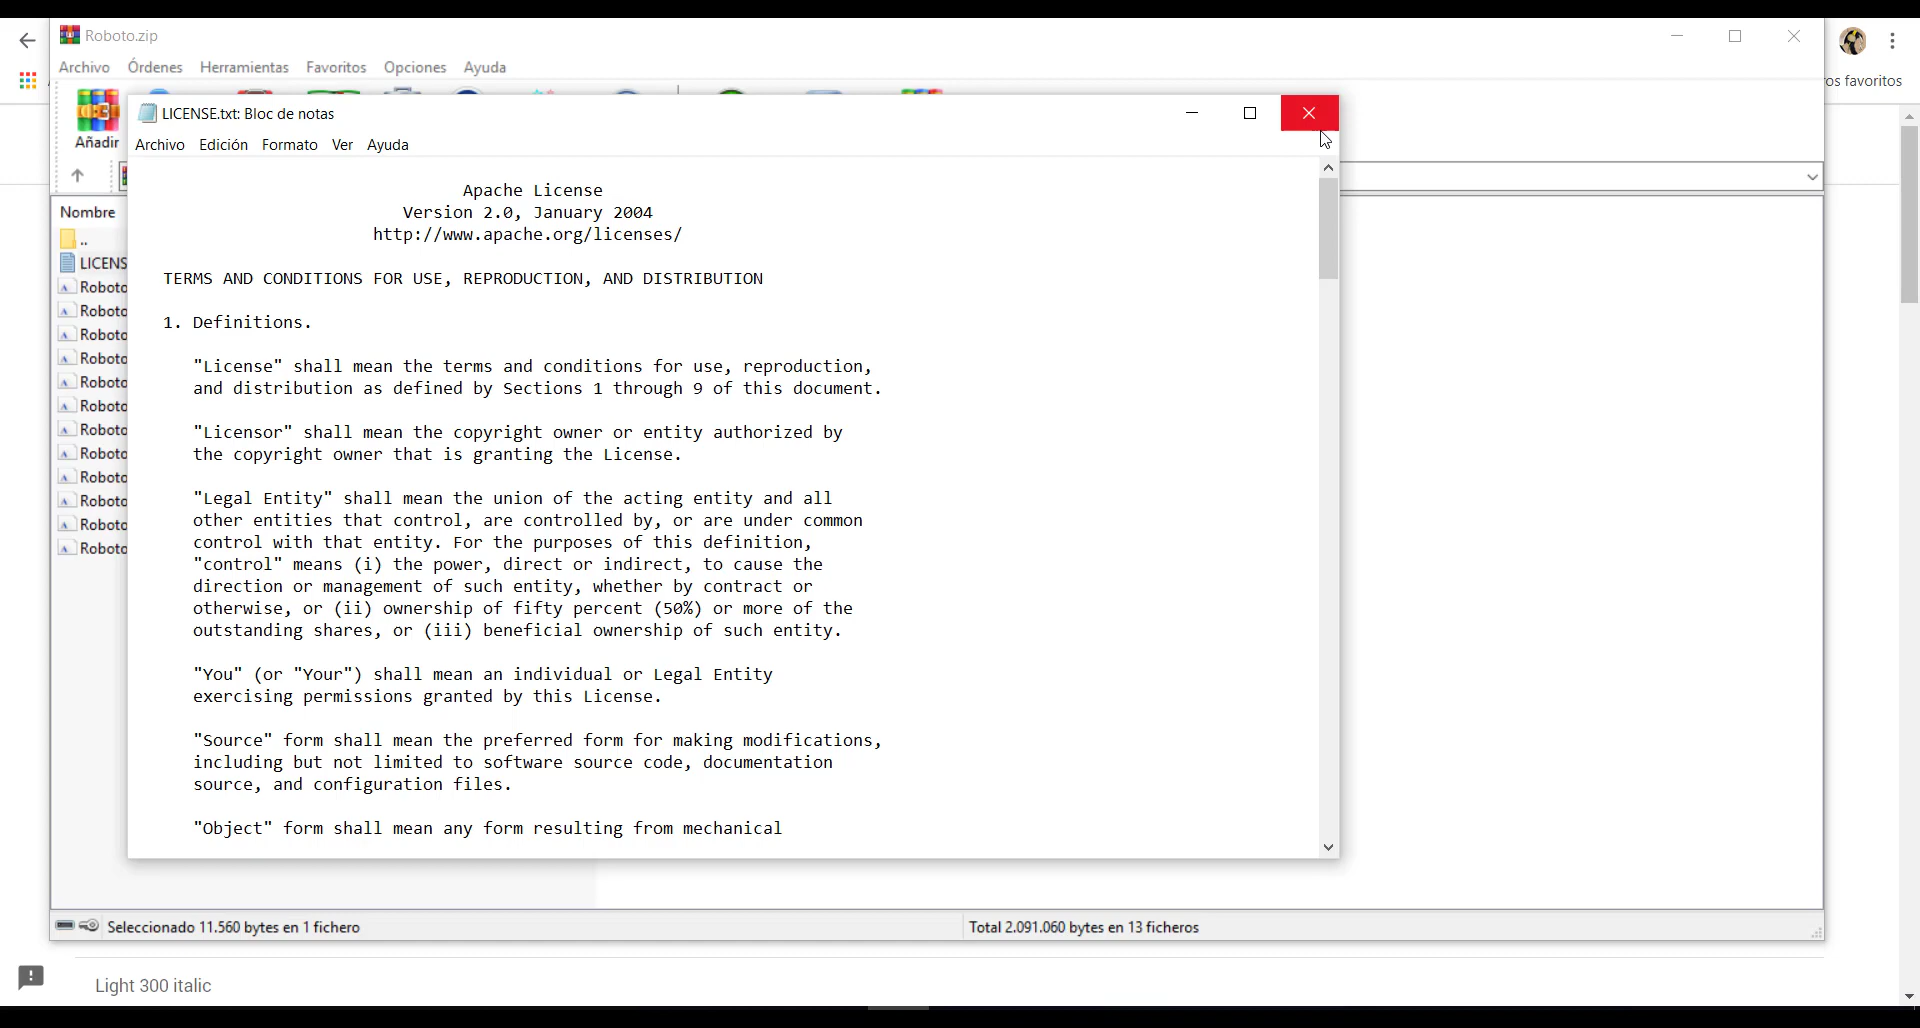 Roboto.zip
Archivo Órdenes Herramientas Favoritos Opciones Ayuda
os favoritos
LICENSE.txt: Bloc de notas
Añadir
Archivo Edición Formato Ver Ayuda
Nombre
..
LICENS
Roboto
Roboto
Roboto
Roboto
Roboto
Roboto
Roboto
Roboto
Roboto
Roboto
Roboto
Roboto
Apache License
Version 2.0, January 2004
http://www.apache.org/licenses/
TERMS AND CONDITIONS FOR USE, REPRODUCTION, AND DISTRIBUTION
1. Definitions.
"License" shall mean the terms and conditions for use, reproduction,
and distribution as defined by Sections 1 through 9 of this document.
"Licensor" shall mean the copyright owner or entity authorized by
the copyright owner that is granting the License.
"Legal Entity" shall mean the union of the acting entity and all
other entities that control, are controlled by, or are under common
control with that entity. For the purposes of this definition,
"control" means (i) the power, direct or indirect, to cause the
direction or management of such entity, whether by contract or
otherwise, or (ii) ownership of fifty percent (50%) or more of the
outstanding shares, or (iii) beneficial ownership of such entity.
"You" (or "Your") shall mean an individual or Legal Entity
exercising permissions granted by this License.
"Source" form shall mean the preferred form for making modifications,
including but not limited to software source code, documentation
source, and configuration files.
"Object" form shall mean any form resulting from mechanical
Seleccionado 11.560 bytes en 1 fichero
Total 2.091.060 bytes en 13 ficheros
Light 300 italic